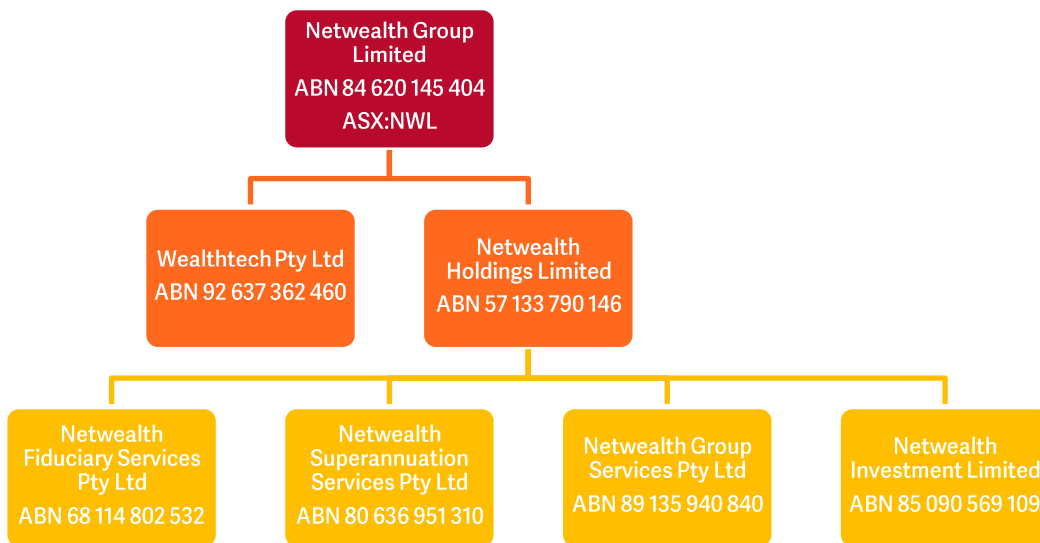 Netwealth Group
Limited
ABN 84 620 145 404
ASX:NWL
Wealthtech Pty Ltd
ABN 92 637 362 460
Netwealth
Holdings Limited
ABN 57 133 790 146
Netwealth
Fiduciary Services
Pty Ltd
ABN 68 114 802 532
Netwealth
Superannuation
Services Pty Ltd
ABN 80 636 951 310
Netwealth Group
Services Pty Ltd
ABN 89 135 940 840
Netwealth
Investment Limited
ABN 85 090 569 109